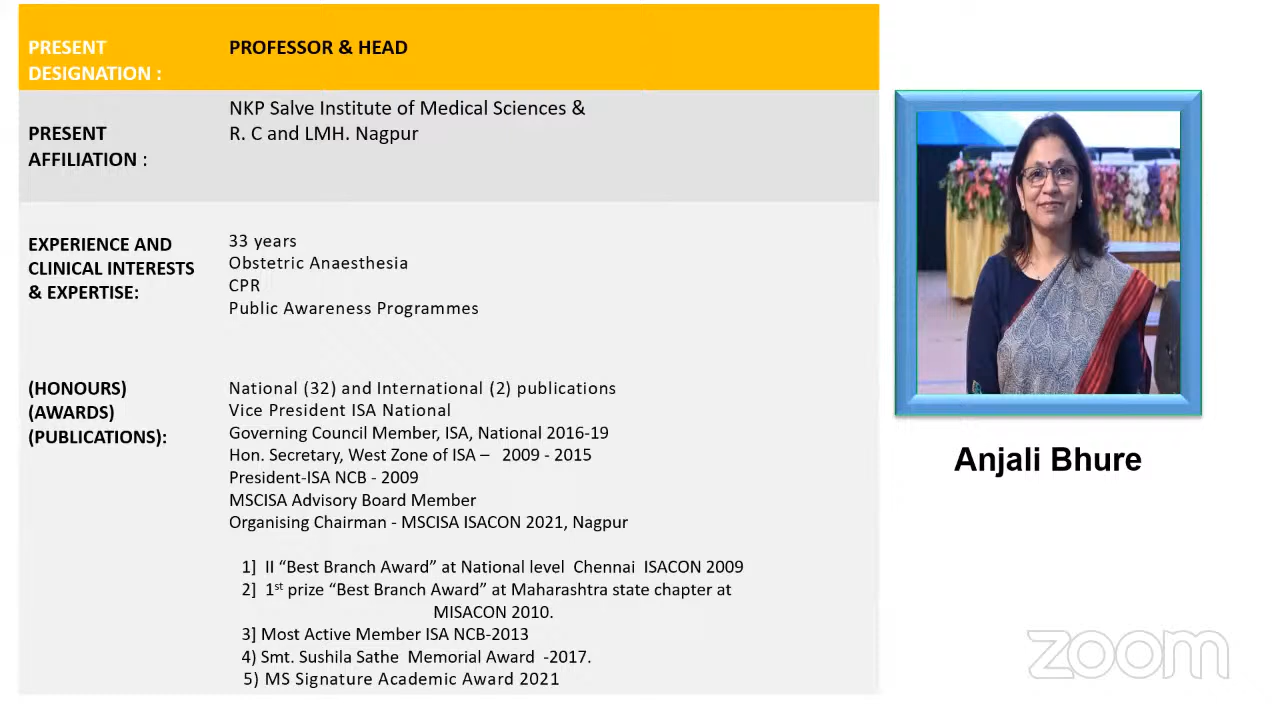 PRESENT
DESIGNATION :
PROFESSOR & HEAD
PRESENT
AFFILIATION :
NKP Salve Institute of Medical Sciences &
R. C and LMH. Nagpur
EXPERIENCE AND
CLINICAL INTERESTS
& EXPERTISE:
33 years
Obstetric Anaesthesia
CPR
Public Awareness Programmes
(HONOURS)
(AWARDS)
(PUBLICATIONS):
National (32) and International (2) publications
Vice President ISA National
Governing Council Member, ISA, National 2016-19
Hon. Secretary, West Zone of ISA – 2009 - 2015
President-ISA NCB - 2009
MSCISA Advisory Board Member
Organising Chairman - MSCISA ISACON 2021, Nagpur
1] II “Best Branch Award” at National level Chennai ISACON 2009
2] 1st prize “Best Branch Award” at Maharashtra state chapter at
MISACON 2010.
3] Most Active Member ISA NCB-2013
4) Smt. Sushila Sathe Memorial Award -2017.
5) MS Signature Academic Award 2021
Anjali Bhure
zoom